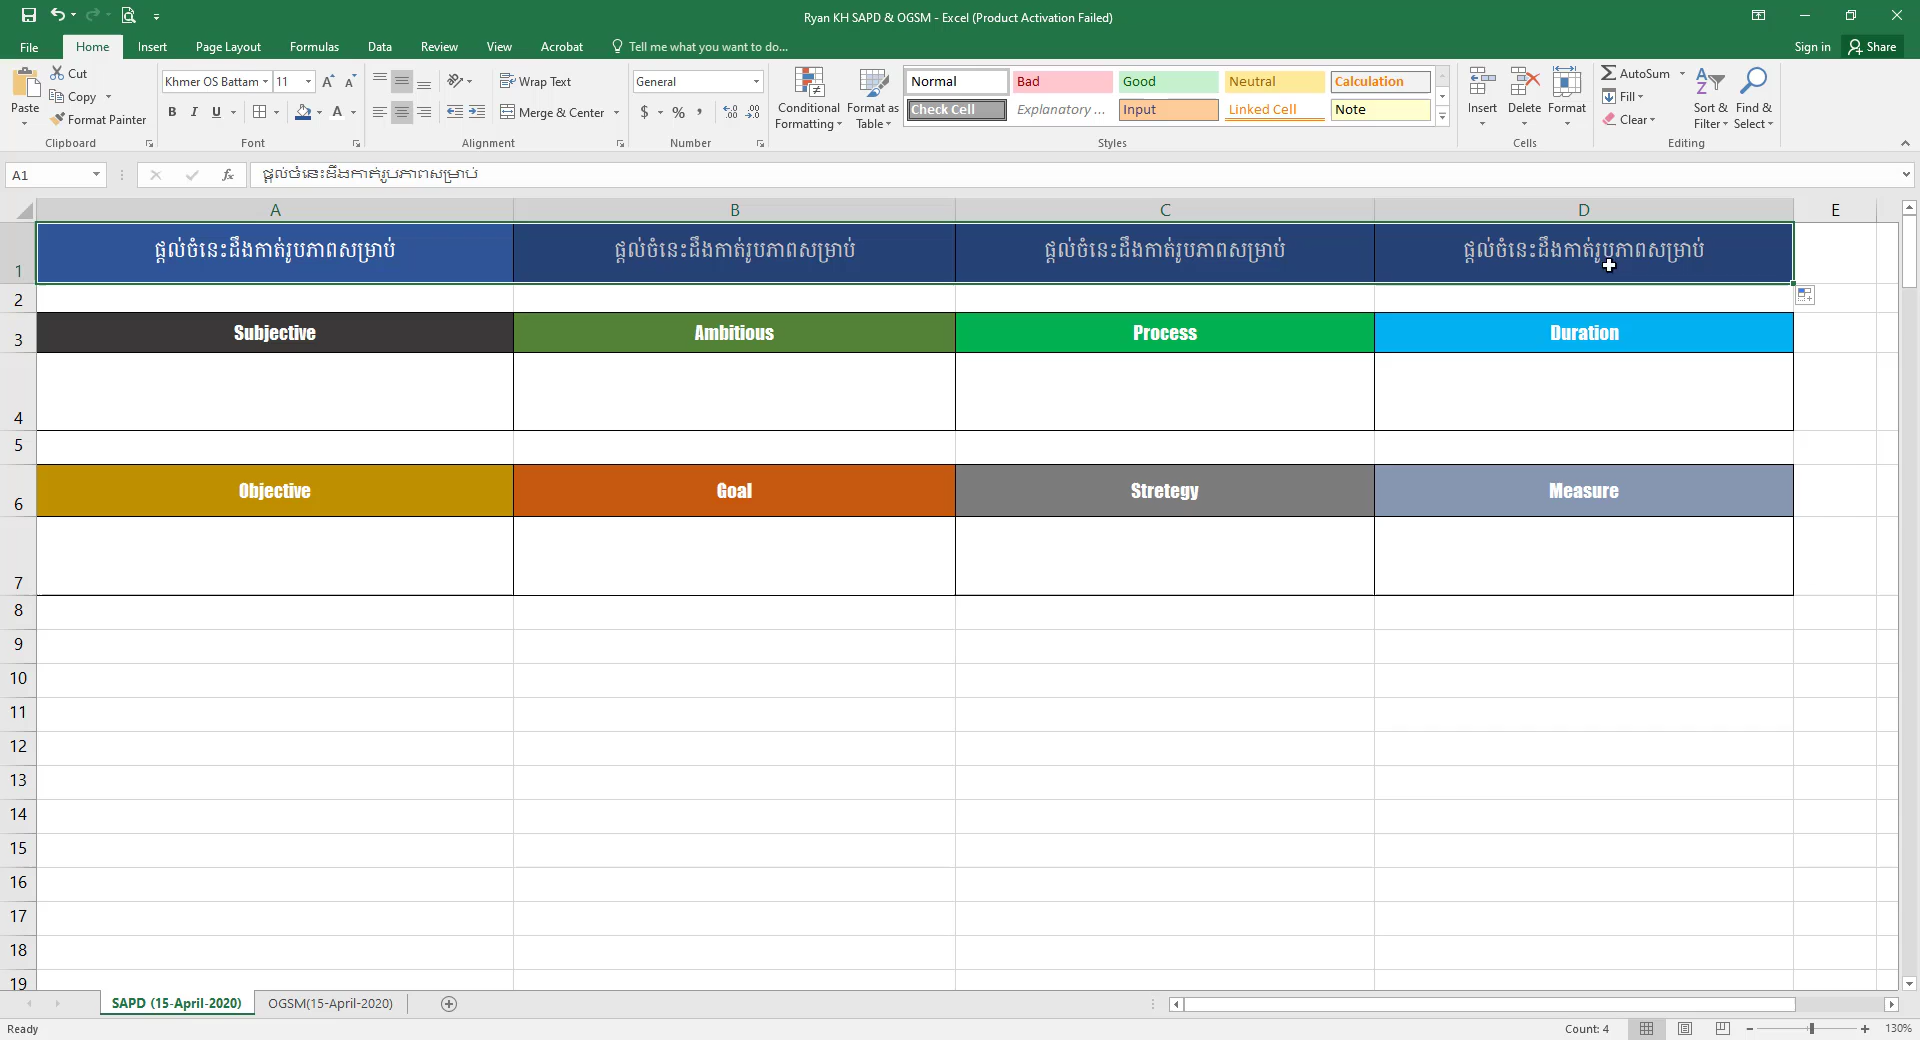 Ryan KH SAPD & OGSM - Excel (Product Activation Failed)
File Home Insert Page Layout Formulas Data Review View Acrobat Tell me what you want to do... Sign in Share
Paste Cut Copy Format Painter Clipboard
Khmer OS Battam 11 B I U Font
Wrap Text Merge & Center Alignment
General $ % , Number
Conditional Formatting Format as Table
Normal Bad Good Neutral Calculation
Check Cell Explanatory ... Input Linked Cell Note
Styles
Insert Delete Format Cells
AutoSum Fill Clear Sort & Filter Find & Select Editing
A1 fx ផ្ដល់ចំនេះដឹងកាត់រូបភាពសម្រាប់
A B C D E
1 ផ្ដល់ចំនេះដឹងកាត់រូបភាពសម្រាប់ ផ្ដល់ចំនេះដឹងកាត់រូបភាពសម្រាប់ ផ្ដល់ចំនេះដឹងកាត់រូបភាពសម្រាប់ ផ្ដល់ចំនេះដឹងកាត់រូបភាពសម្រាប់
2
3 Subjective Ambitious Process Duration
4
5
6 Objective Goal Stretegy Measure
7
8
9
10
11
12
13
14
15
16
17
18
19
SAPD (15-April-2020) OGSM(15-April-2020)
Ready Count: 4 130%